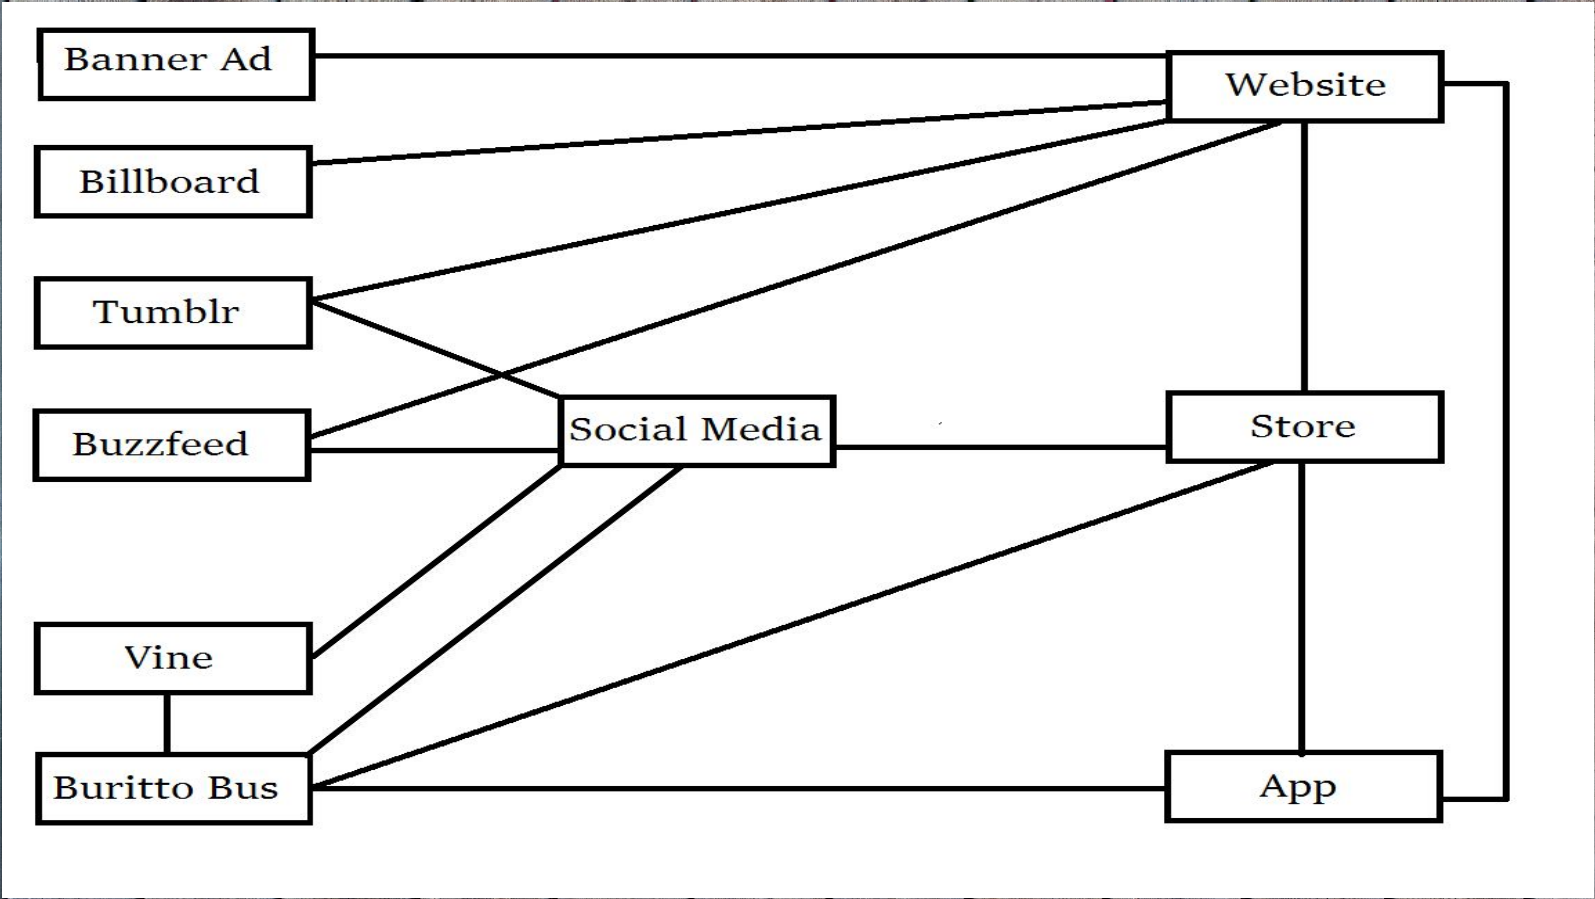 Banner Ad
Website
Billboard
Tumblr
Buzzfeed
Social Media
Store
Vine
Buritto Bus
App